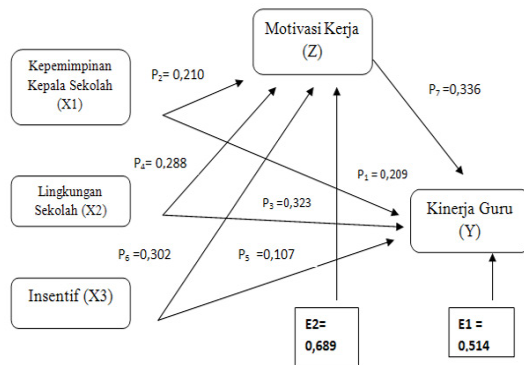 Motivasi Kerja
(Z)
Kepemimpinan
Kepala Sekolah
(X1)
P₂= 0,210
P₇=0,336
P₄= 0,288
P₁ = 0,209
Lingkungan
Sekolah (X2)
P₃ =0,323
Kinerja Guru
(Y)
P₆ =0,302
P₅ =0,107
Insentif (X3)
E2=
0,689
E1 =
0,514